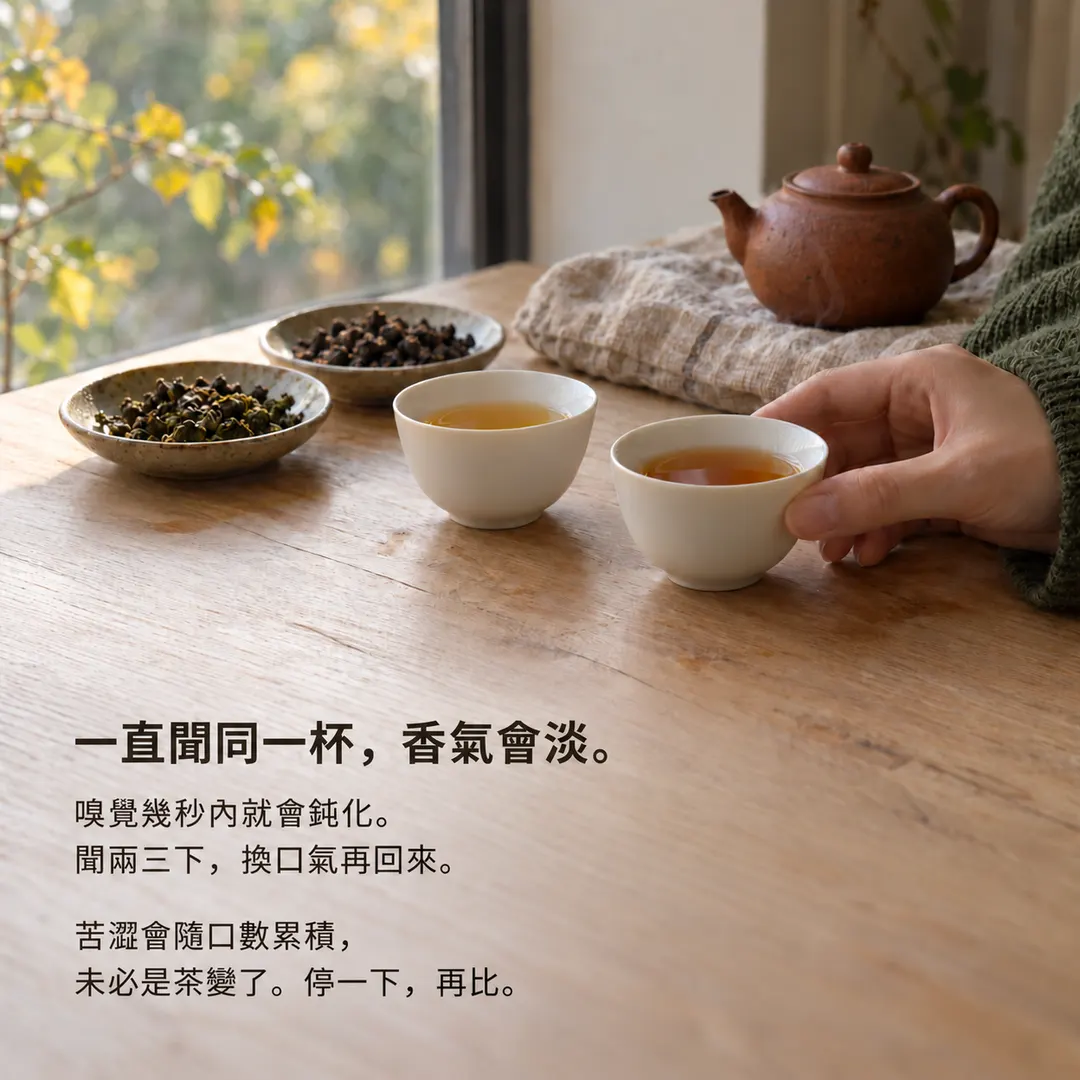 一直聞同一杯，香氣會淡。
嗅覺幾秒內就會鈍化。
聞兩三下，換口氣再回來。
苦澀會隨口數累積，
未必是茶變了。停一下，再比。